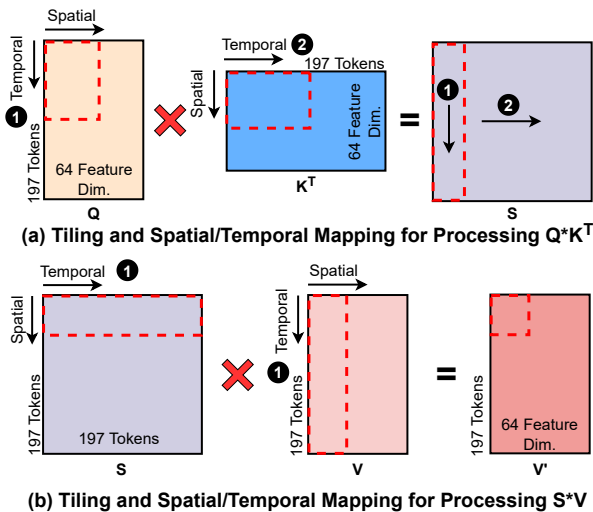 Spatial
Temporal
1
197 Tokens
64 Feature
Dim.
Q
Temporal 2
197 Tokens
Spatial
64 Feature
Dim.
K^T
=
1
2
S
(a) Tiling and Spatial/Temporal Mapping for Processing Q*K^T
Temporal 1
Spatial
197 Tokens
197 Tokens
S
Spatial
Temporal
1
197 Tokens
V
=
197 Tokens
64 Feature
Dim.
V'
(b) Tiling and Spatial/Temporal Mapping for Processing S*V